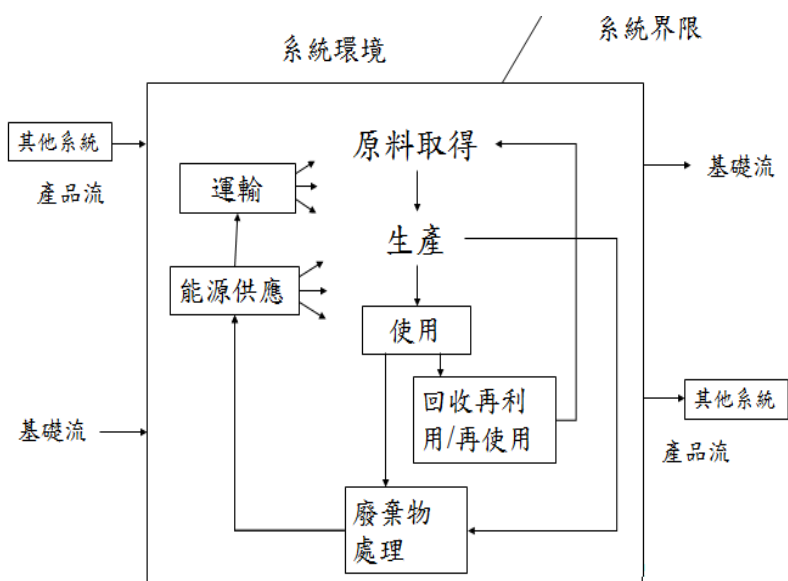 系統界限
系統環境
其他系統
產品流
原料取得
運輸
基礎流
生產
能源供應
使用
回收再利
用/再使用
其他系統
基礎流
產品流
廢棄物
處理